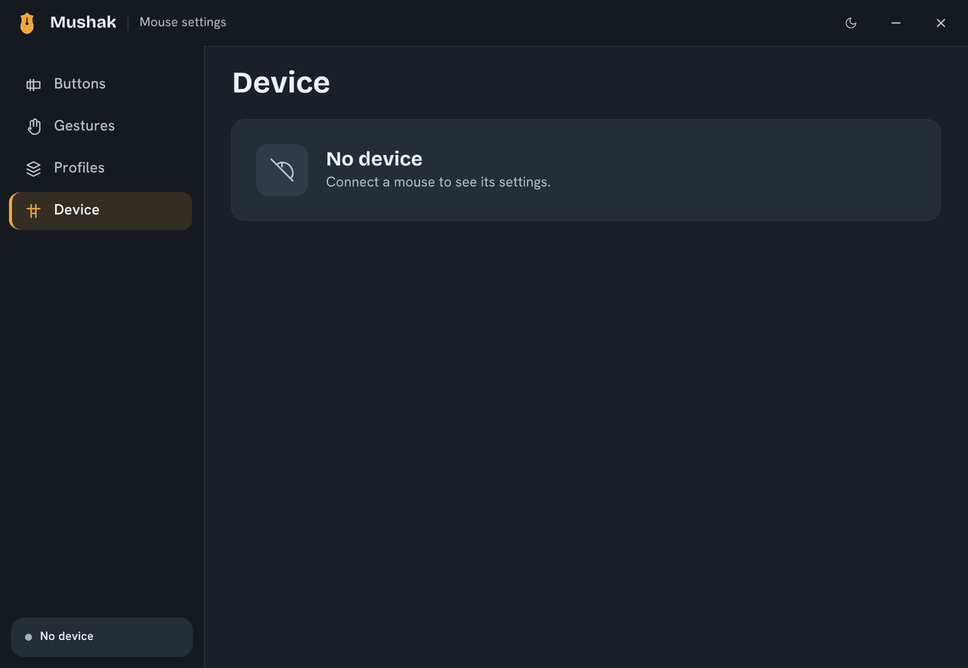 Mushak
Mouse settings
Buttons
Gestures
Profiles
Device
Device
No device
Connect a mouse to see its settings.
No device